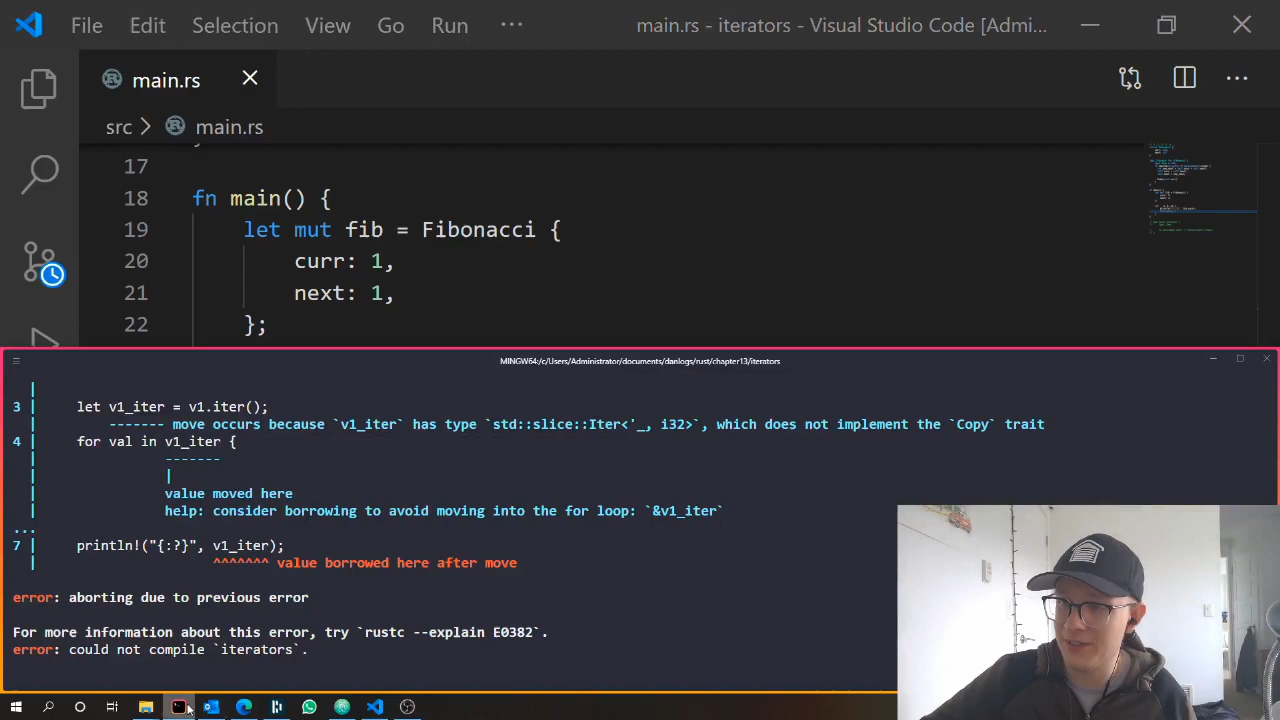 File Edit Selection View Go Run ··· main.rs - iterators - Visual Studio Code [Admi...
main.rs
src > main.rs
17
18 fn main() {
19 let mut fib = Fibonacci {
20 curr: 1,
21 next: 1,
22 };
MINGW64:/c/Users/Administrator/documents/danlogs/rust/chapter13/iterators
|
3 | let v1_iter = v1.iter();
| ------- move occurs because `v1_iter` has type `std::slice::Iter<'_, i32>`, which does not implement the `Copy` trait
4 | for val in v1_iter {
| -------
| |
| value moved here
| help: consider borrowing to avoid moving into the for loop: `&v1_iter`
...
7 | println!("{:?}", v1_iter);
| ^^^^^^^ value borrowed here after move
error: aborting due to previous error
For more information about this error, try `rustc --explain E0382`.
error: could not compile `iterators`.